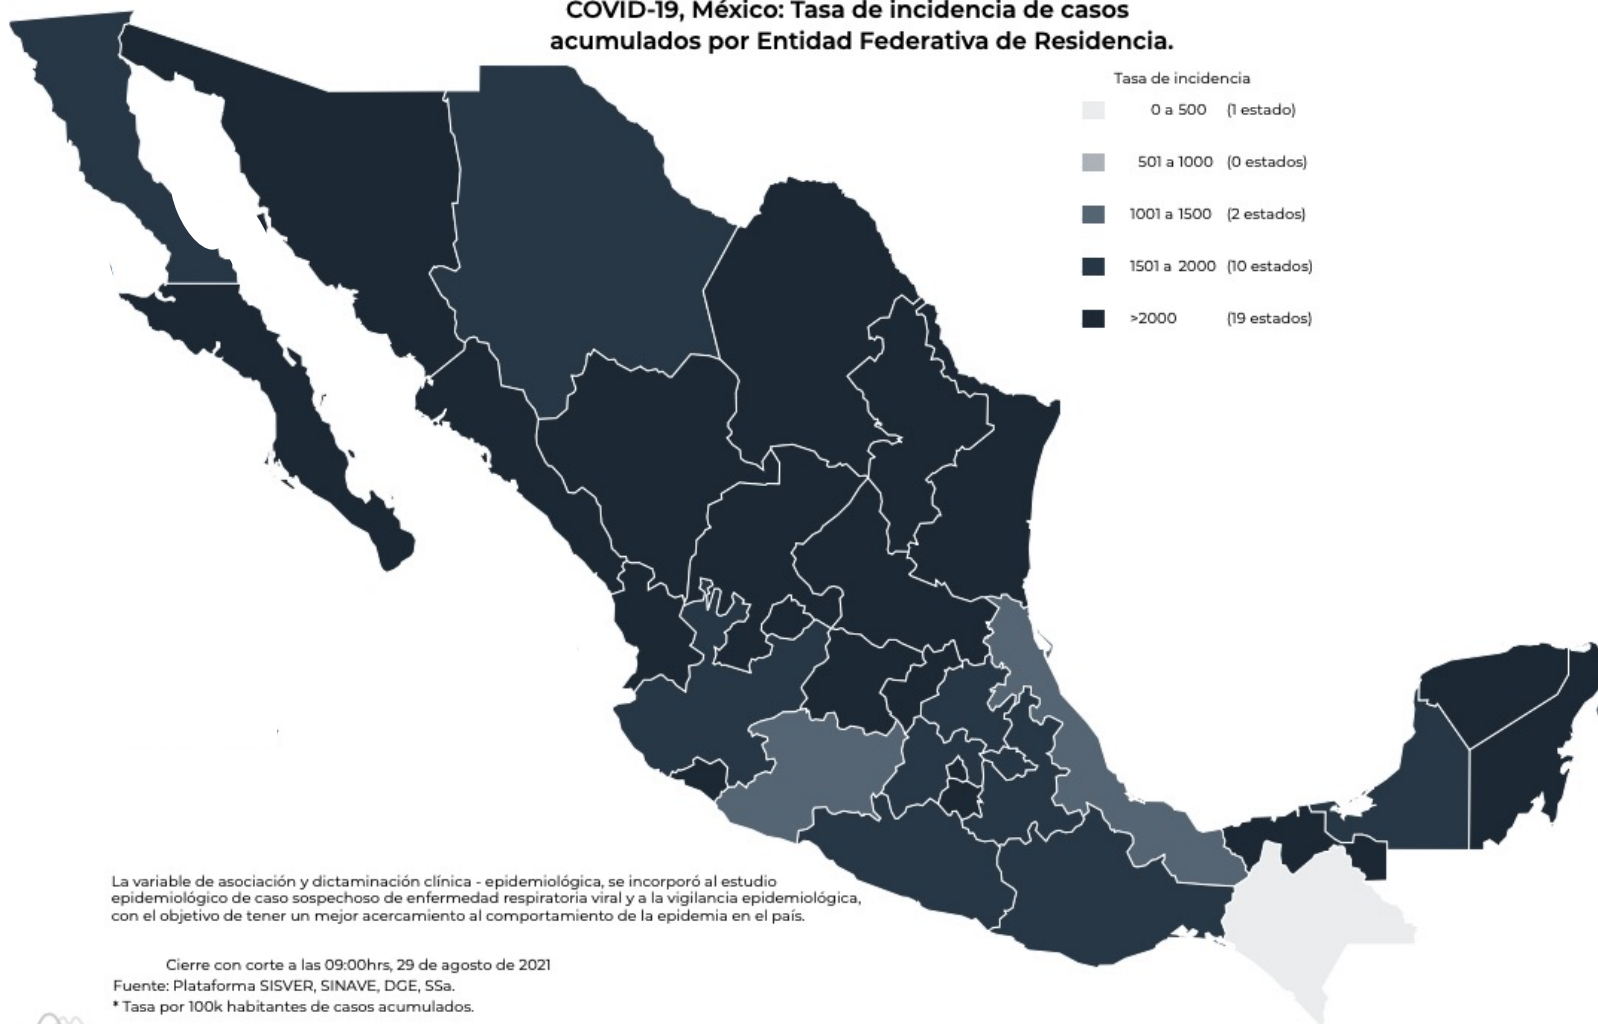 COVID-19, México: Tasa de incidencia de casos
acumulados por Entidad Federativa de Residencia.
Tasa de incidencia
0 a 500 (1 estado)
501 a 1000 (0 estados)
1001 a 1500 (2 estados)
1501 a 2000 (10 estados)
>2000 (19 estados)
La variable de asociación y dictaminación clínica - epidemiológica, se incorporó al estudio
epidemiológico de caso sospechoso de enfermedad respiratoria viral y a la vigilancia epidemiológica,
con el objetivo de tener un mejor acercamiento al comportamiento de la epidemia en el país.
Cierre con corte a las 09:00hrs, 29 de agosto de 2021
Fuente: Plataforma SISVER, SINAVE, DGE, SSa.
* Tasa por 100k habitantes de casos acumulados.